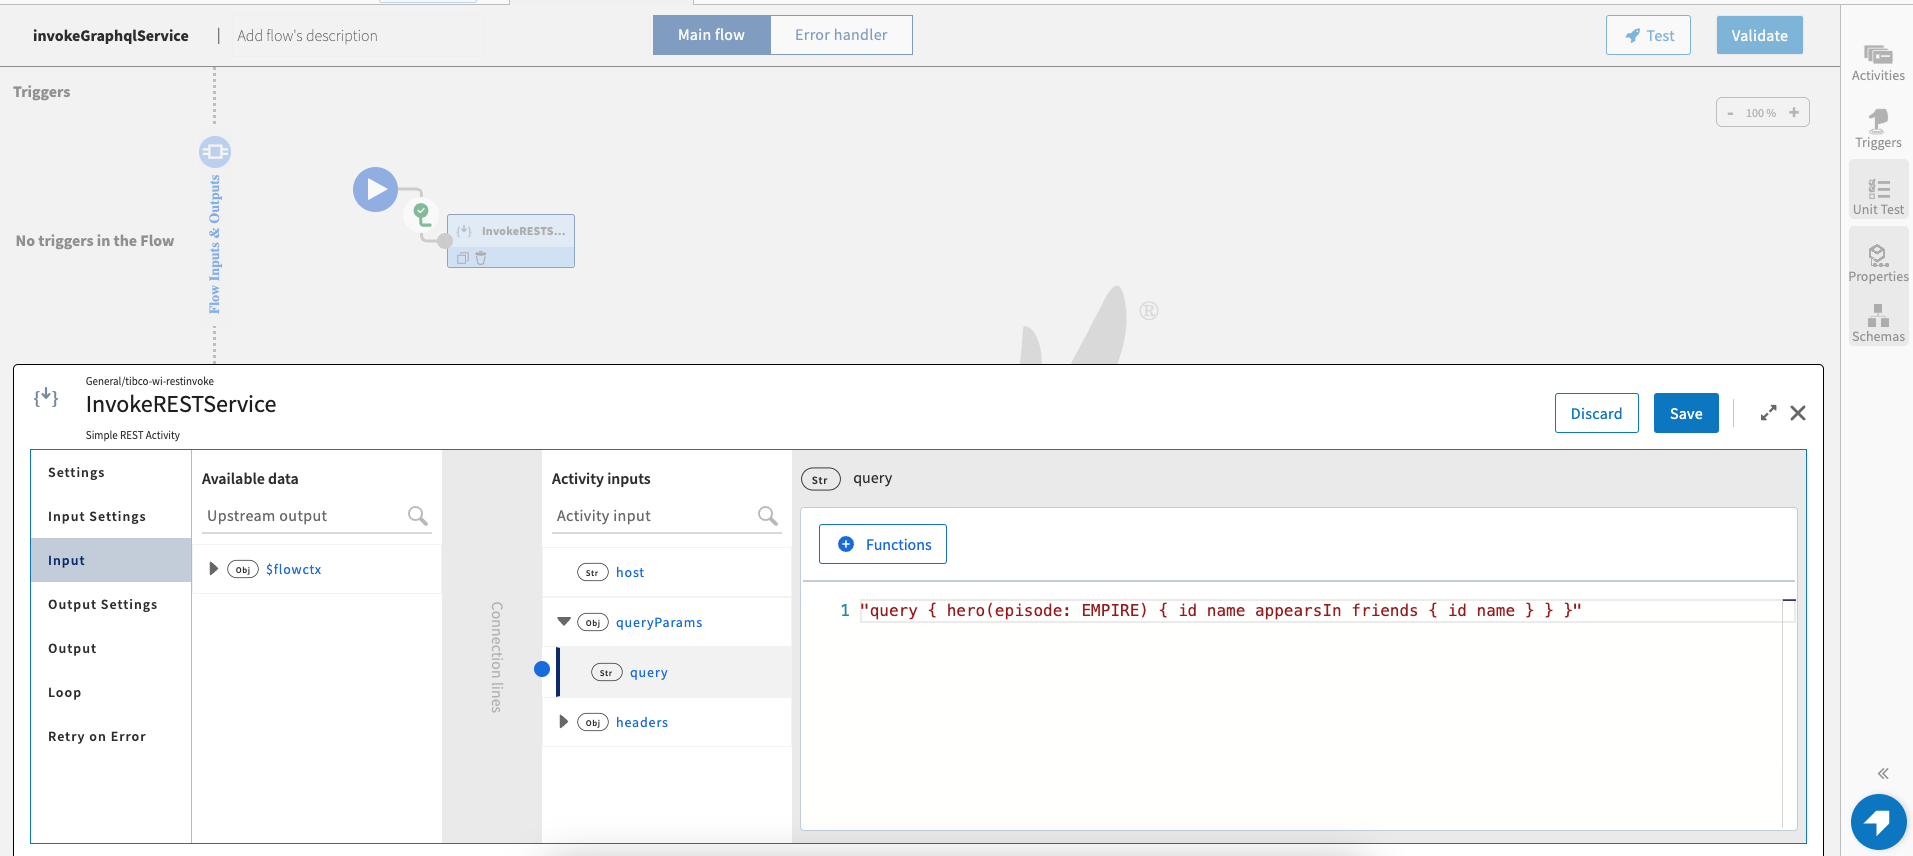 invokeGraphqlService | Add flow's description
Main flow
Error handler
Test
Validate
Triggers
- 100 % +
No triggers in the Flow
Flow Inputs & Outputs
InvokeRESTS...
®
Activities
Triggers
Unit Test
Properties
Schemas
General/tibco-wi-restinvoke
InvokeRESTService
Simple REST Activity
Discard
Save
Settings
Input Settings
Input
Output Settings
Output
Loop
Retry on Error
Available data
Upstream output
Obj $flowctx
Connection lines
Activity inputs
Activity input
Str host
Obj queryParams
Str query
Obj headers
Str query
Functions
1 "query { hero(episode: EMPIRE) { id name appearsIn friends { id name } } }"